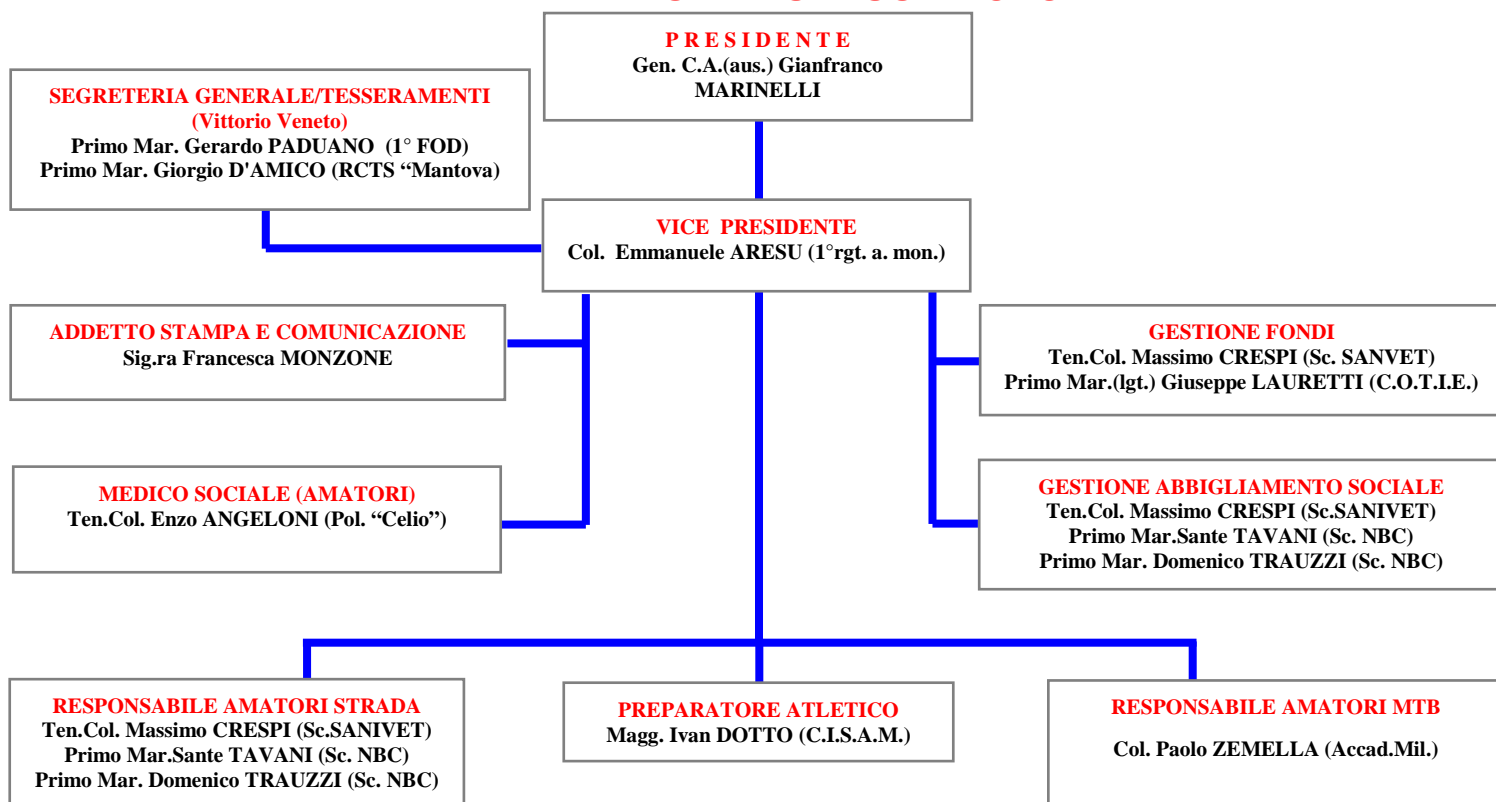 P R E S I D E N T E
Gen. C.A.(aus.) Gianfranco
MARINELLI
SEGRETERIA GENERALE/TESSERAMENTI
(Vittorio Veneto)
Primo Mar. Gerardo PADUANO (1° FOD)
Primo Mar. Giorgio D'AMICO (RCTS “Mantova)
VICE PRESIDENTE
Col. Emmanuele ARESU (1°rgt. a. mon.)
ADDETTO STAMPA E COMUNICAZIONE
Sig.ra Francesca MONZONE
GESTIONE FONDI
Ten.Col. Massimo CRESPI (Sc. SANVET)
Primo Mar.(lgt.) Giuseppe LAURETTI (C.O.T.I.E.)
MEDICO SOCIALE (AMATORI)
Ten.Col. Enzo ANGELONI (Pol. “Celio”)
GESTIONE ABBIGLIAMENTO SOCIALE
Ten.Col. Massimo CRESPI (Sc.SANIVET)
Primo Mar.Sante TAVANI (Sc. NBC)
Primo Mar. Domenico TRAUZZI (Sc. NBC)
RESPONSABILE AMATORI STRADA
Ten.Col. Massimo CRESPI (Sc.SANIVET)
Primo Mar.Sante TAVANI (Sc. NBC)
Primo Mar. Domenico TRAUZZI (Sc. NBC)
PREPARATORE ATLETICO
Magg. Ivan DOTTO (C.I.S.A.M.)
RESPONSABILE AMATORI MTB
Col. Paolo ZEMELLA (Accad.Mil.)